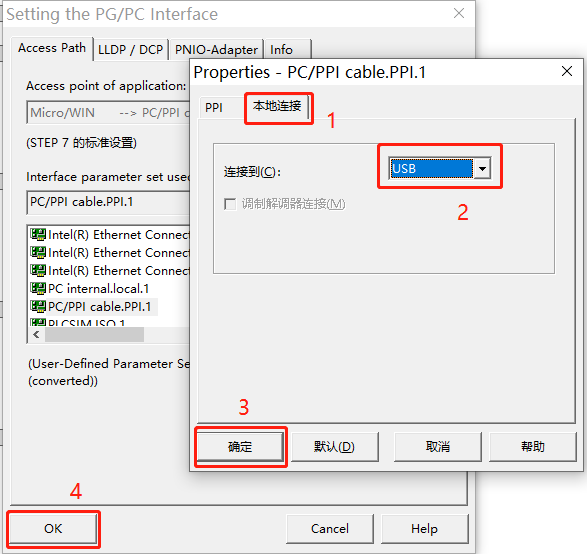 Setting the PG/PC Interface
Access Path
LLDP / DCP
PNIO-Adapter
Info
Access point of application:
Micro/WIN --> PC/PPI
(STEP 7 的标准设置)
Interface parameter set used
PC/PPI cable.PPI.1
Intel(R) Ethernet Connec
Intel(R) Ethernet Connec
Intel(R) Ethernet Connec
PC internal.local.1
PC/PPI cable.PPI.1
PLCSIM.ISO.1
(User-Defined Parameter Se
(converted))
4
OK
Cancel
Help
Properties - PC/PPI cable.PPI.1
PPI
本地连接
1
连接到(C):
USB
2
调制解调器连接(M)
3
确定
默认(D)
取消
帮助